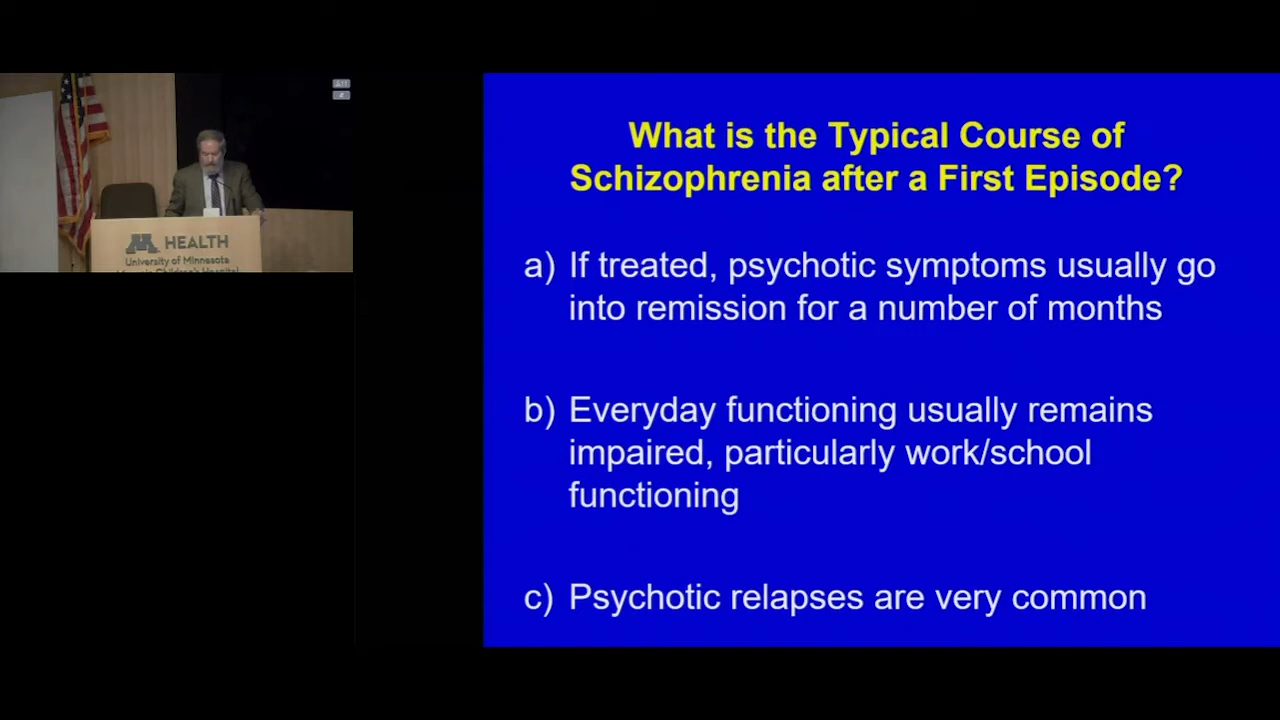 HEALTH
University of Minnesota
Children's Hospital
What is the Typical Course of
Schizophrenia after a First Episode?
a) If treated, psychotic symptoms usually go
into remission for a number of months
b) Everyday functioning usually remains
impaired, particularly work/school
functioning
c) Psychotic relapses are very common